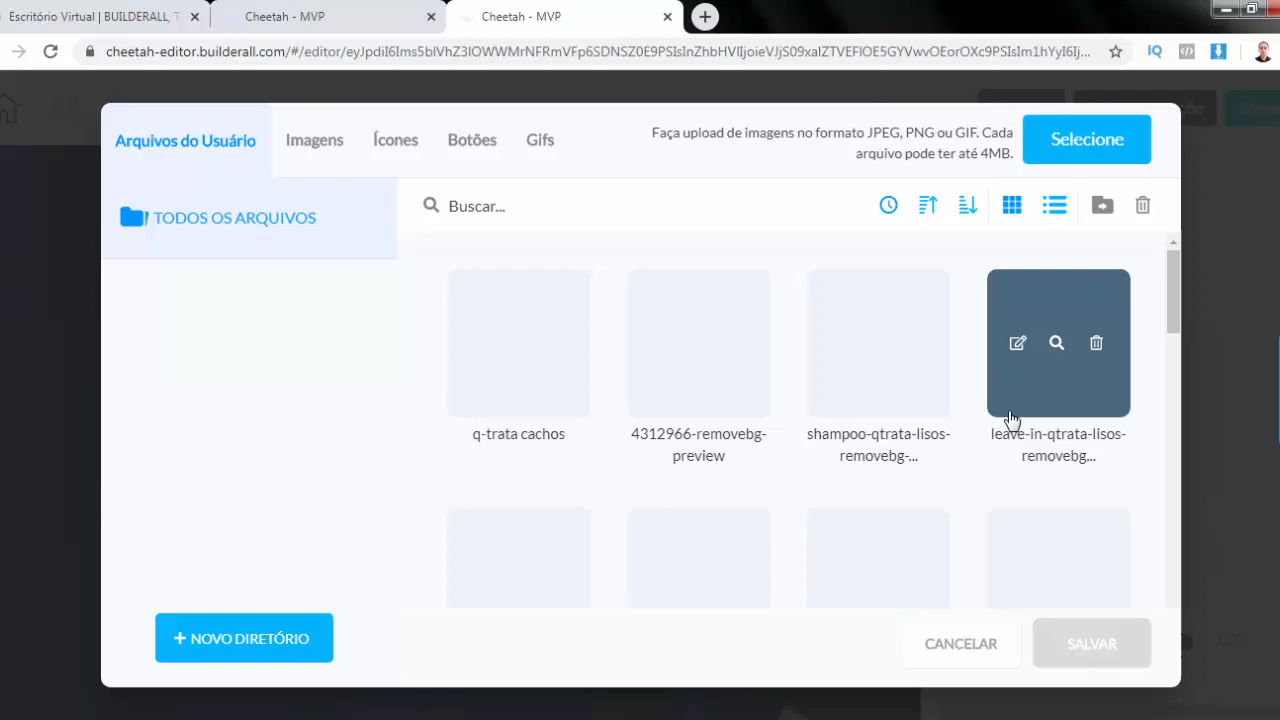 Escritório Virtual | BUILDERALL, T
Cheetah - MVP
Cheetah - MVP
cheetah-editor.builderall.com/#/editor/
Arquivos do Usuário
Imagens
Ícones
Botões
Gifs
Faça upload de imagens no formato JPEG, PNG ou GIF. Cada
arquivo pode ter até 4MB.
Selecione
TODOS OS ARQUIVOS
Buscar...
q-trata cachos
4312966-removebg-
preview
shampoo-qtrata-lisos-
removebg-...
leave-in-qtrata-lisos-
removebg...
+ NOVO DIRETÓRIO
CANCELAR
SALVAR